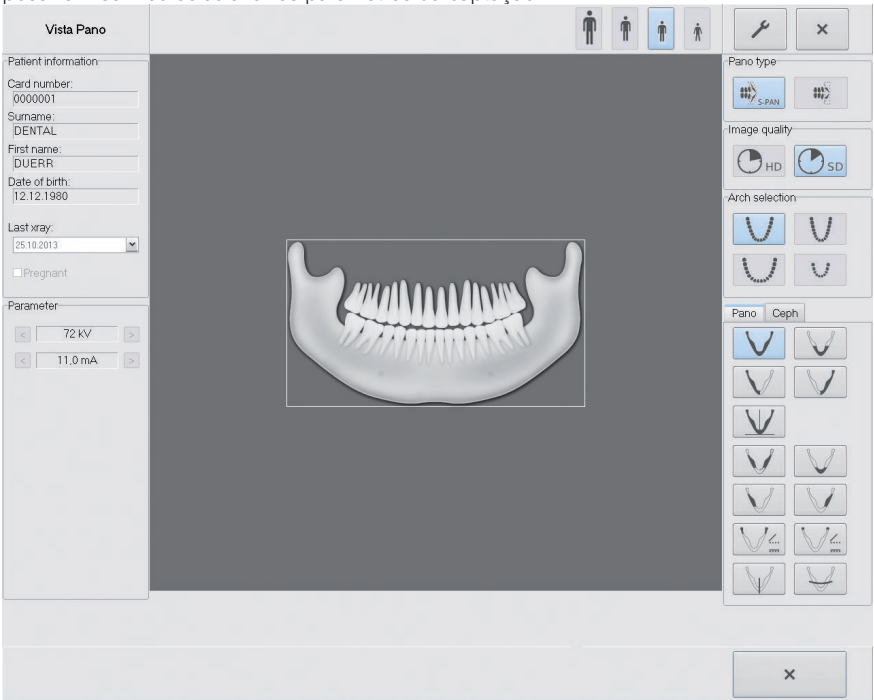 Vista Pano
Patient information
Card number:
0000001
Surname:
DENTAL
First name:
DUERR
Date of birth:
12.12.1980
Last xray:
25.10.2013
Pregnant
Parameter
< 72 kV >
< 11,0 mA >
Pano type
S-PAN
Image quality
HD
SD
Arch selection
Pano Ceph